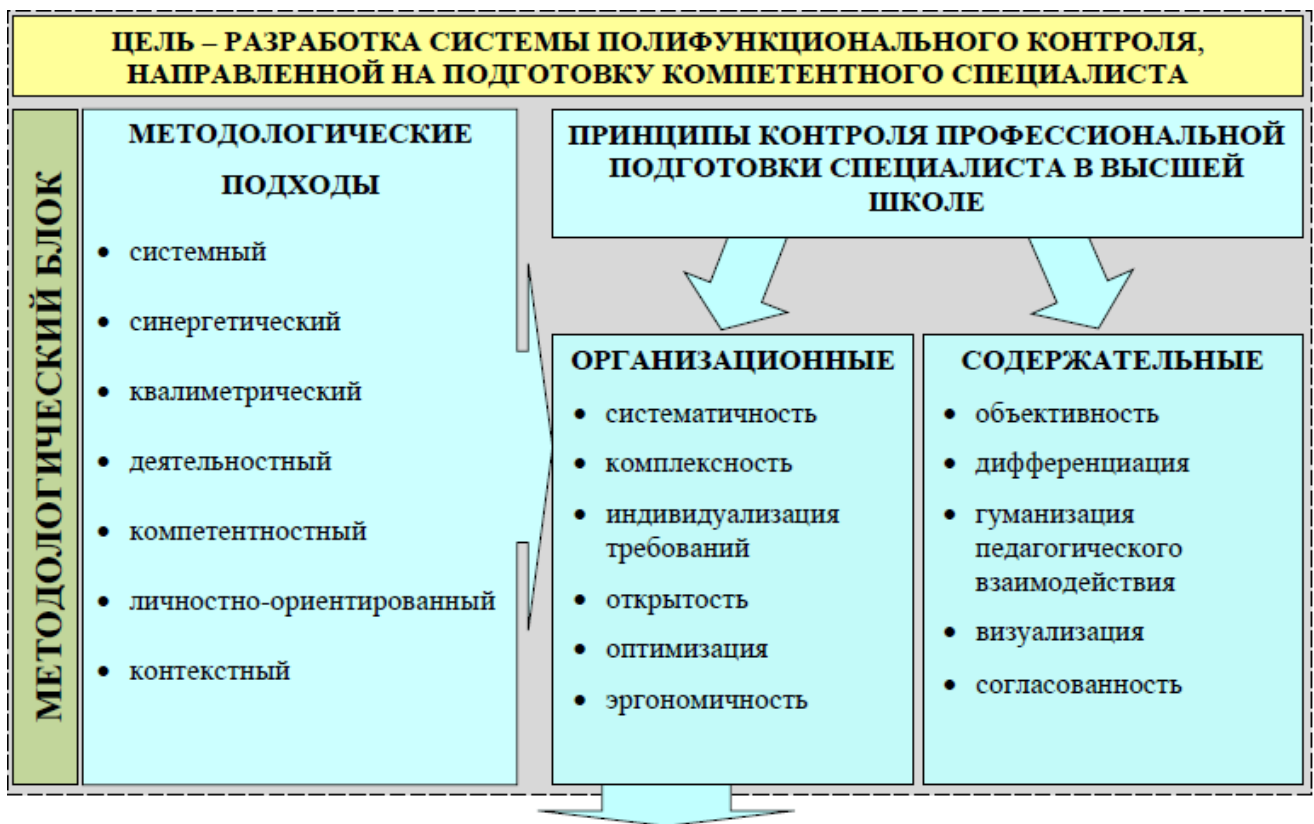 ЦЕЛЬ – РАЗРАБОТКА СИСТЕМЫ ПОЛИФУНКЦИОНАЛЬНОГО КОНТРОЛЯ,
НАПРАВЛЕННОЙ НА ПОДГОТОВКУ КОМПЕТЕНТНОГО СПЕЦИАЛИСТА
МЕТОДОЛОГИЧЕСКИЙ БЛОК
МЕТОДОЛОГИЧЕСКИЕ
ПОДХОДЫ
• системный
• синергетический
• квалиметрический
• деятельностный
• компетентностный
• личностно-ориентированный
• контекстный
ПРИНЦИПЫ КОНТРОЛЯ ПРОФЕССИОНАЛЬНОЙ
ПОДГОТОВКИ СПЕЦИАЛИСТА В ВЫСШЕЙ
ШКОЛЕ
ОРГАНИЗАЦИОННЫЕ
• систематичность
• комплексность
• индивидуализация
требований
• открытость
• оптимизация
• эргономичность
СОДЕРЖАТЕЛЬНЫЕ
• объективность
• дифференциация
• гуманизация
педагогического
взаимодействия
• визуализация
• согласованность